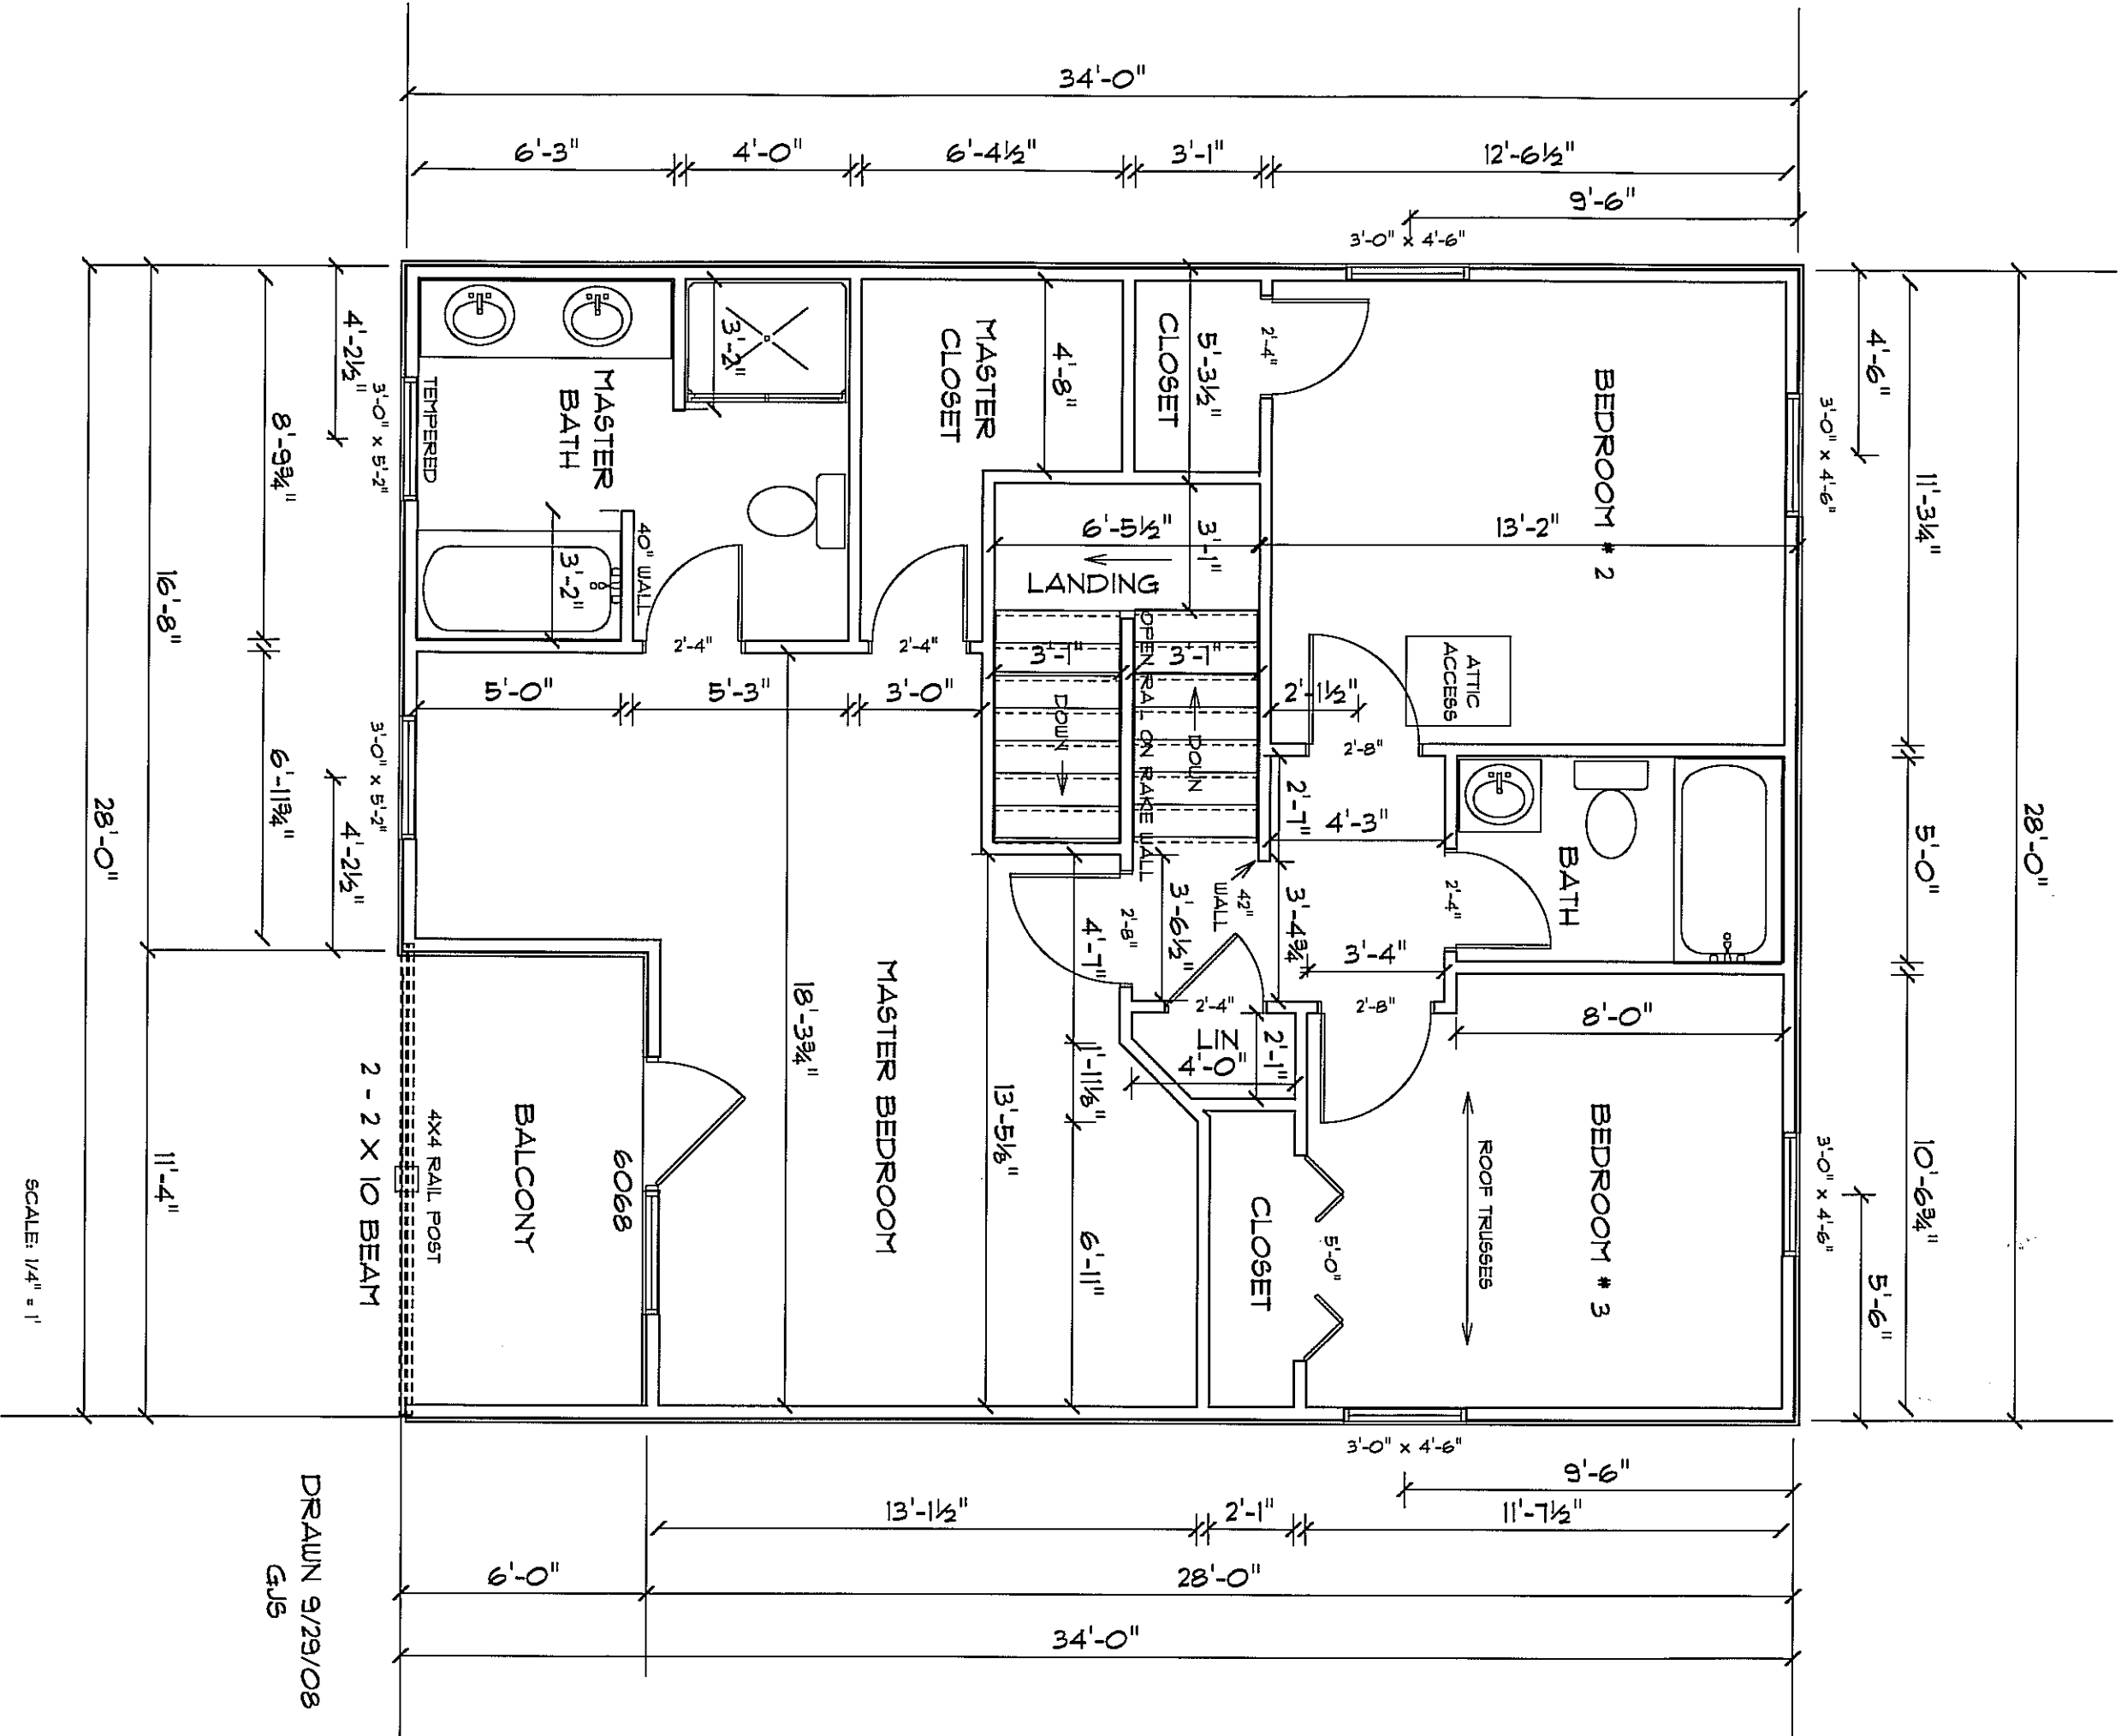 34'-0"
6'-3"
4'-0"
6'-4½"
3'-1"
12'-6½"
9'-6"
3'-0" x 4'-6"
28'-0"
16'-8"
11'-4"
8'-9¾"
6'-11¾"
4'-2½"
3'-0" x 5'-2"
TEMPERED
4'-2½"
3'-0" x 5'-2"
MASTER
BATH
3'-2"
3'-2"
40" WALL
2'-4"
MASTER
CLOSET
4'-8"
2'-4"
CLOSET
5'-3½"
2'-4"
BEDROOM # 2
13'-2"
6'-5½"
3'-1"
LANDING
3'-1"
3'-1"
DOWN
DOWN
OPEN RAIL ON RAKE WALL
5'-0"
5'-3"
3'-0"
2'-1½"
ATTIC
ACCESS
2'-8"
2'-7"
4'-3"
BATH
2'-4"
42"
WALL
3'-4¾"
3'-6½"
4'-7"
2'-8"
3'-4"
2'-8"
2'-4"
LIN
4'-0"
2'-1"
8'-0"
1'-11⅛"
6'-11"
13'-5⅛"
18'-3¾"
MASTER BEDROOM
CLOSET
5'-0"
ROOF TRUSSES
BEDROOM # 3
BALCONY
6068
4X4 RAIL POST
2 - 2 X 10 BEAM
3'-0" x 4'-6"
4'-6"
11'-3¼"
5'-0"
10'-6¾"
28'-0"
3'-0" x 4'-6"
5'-6"
3'-0" x 4'-6"
9'-6"
13'-1½"
2'-1"
11'-7½"
6'-0"
28'-0"
34'-0"
SCALE: 1/4" = 1'
DRAWN 9/29/08
GJS